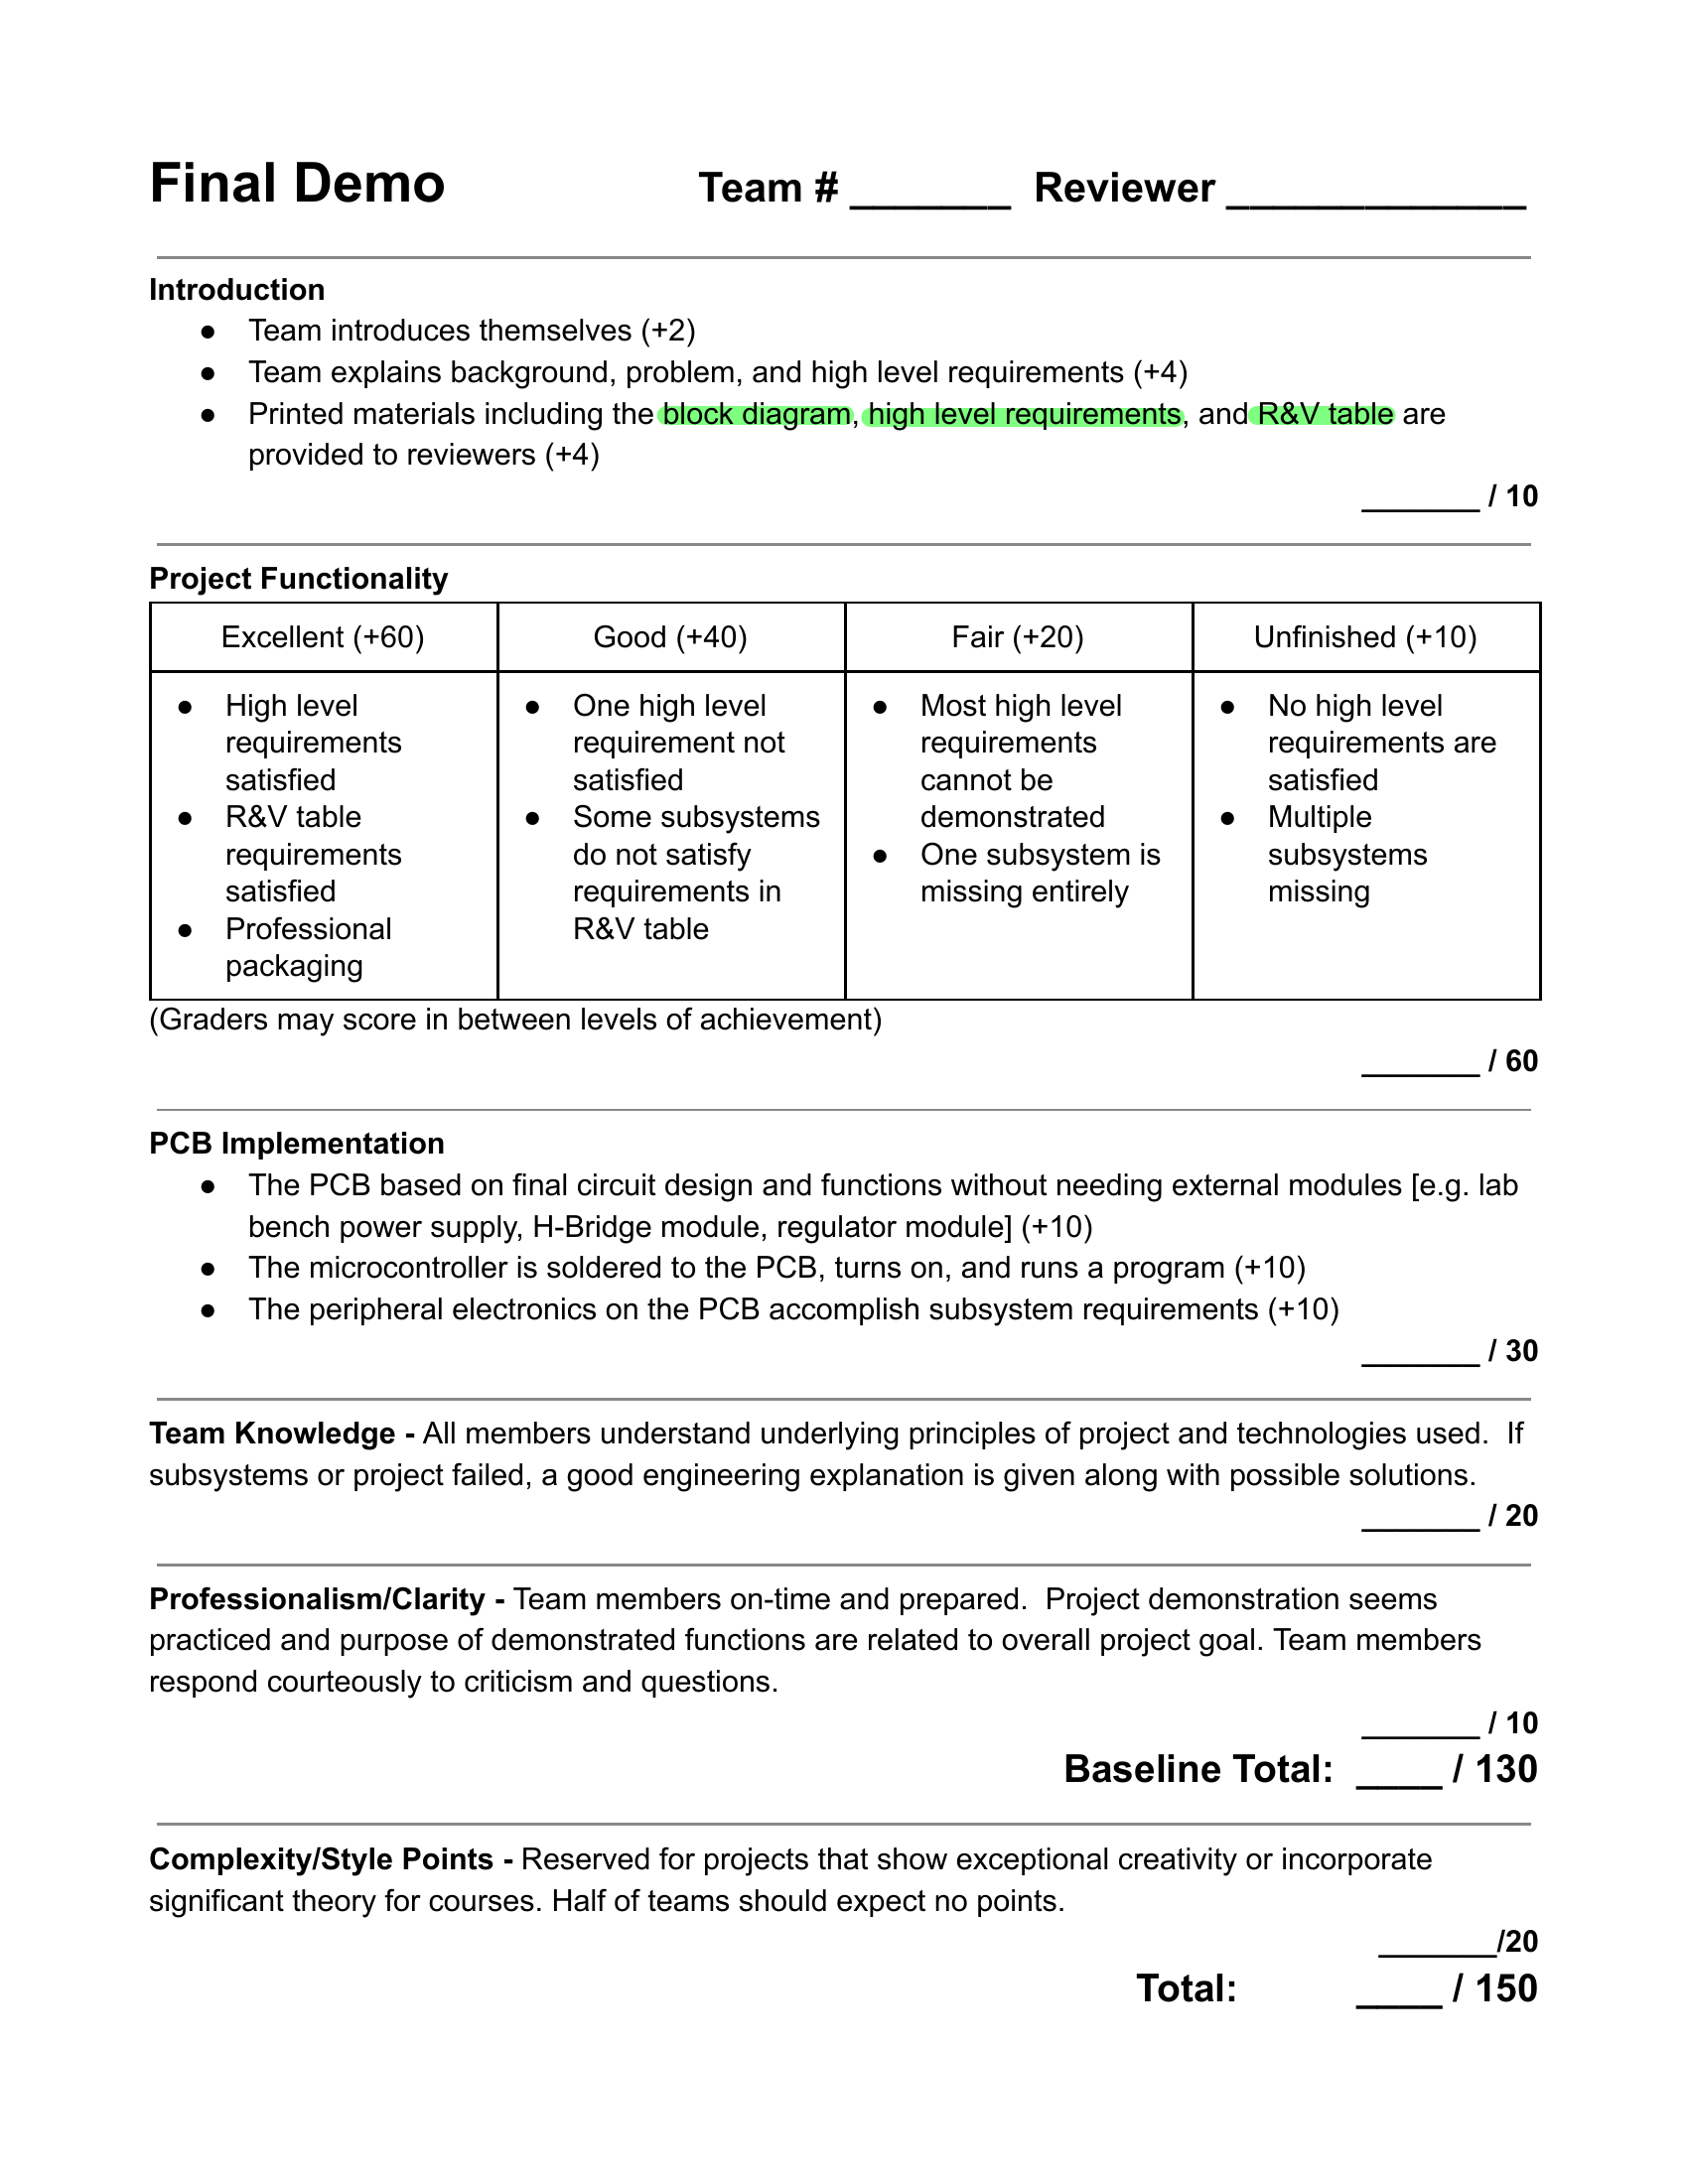 Final Demo Team # _______ Reviewer _____________
Introduction
● Team introduces themselves (+2)
● Team explains background, problem, and high level requirements (+4)
● Printed materials including the block diagram, high level requirements, and R&V table are
provided to reviewers (+4)
_______ / 10
Project Functionality
Excellent (+60)
Good (+40)
Fair (+20)
Unfinished (+10)
● High level
requirements
satisfied
● R&V table
requirements
satisfied
● Professional
packaging
● One high level
requirement not
satisfied
● Some subsystems
do not satisfy
requirements in
R&V table
● Most high level
requirements
cannot be
demonstrated
● One subsystem is
missing entirely
● No high level
requirements are
satisfied
● Multiple
subsystems
missing
(Graders may score in between levels of achievement)
_______ / 60
PCB Implementation
● The PCB based on final circuit design and functions without needing external modules [e.g. lab
bench power supply, H-Bridge module, regulator module] (+10)
● The microcontroller is soldered to the PCB, turns on, and runs a program (+10)
● The peripheral electronics on the PCB accomplish subsystem requirements (+10)
_______ / 30
Team Knowledge - All members understand underlying principles of project and technologies used. If
subsystems or project failed, a good engineering explanation is given along with possible solutions.
_______ / 20
Professionalism/Clarity - Team members on-time and prepared. Project demonstration seems
practiced and purpose of demonstrated functions are related to overall project goal. Team members
respond courteously to criticism and questions.
_______ / 10
Baseline Total: ____ / 130
Complexity/Style Points - Reserved for projects that show exceptional creativity or incorporate
significant theory for courses. Half of teams should expect no points.
_______/20
Total: ____ / 150